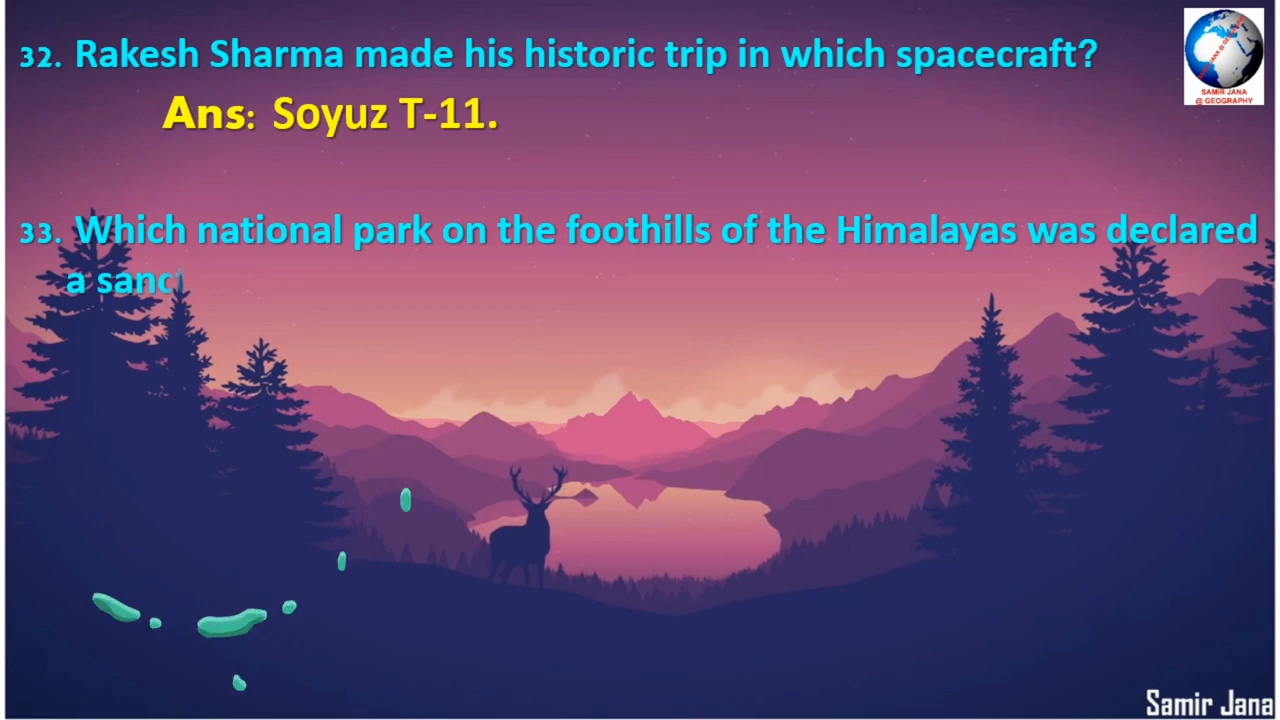 32. Rakesh Sharma made his historic trip in which spacecraft?
Ans: Soyuz T-11.
33. Which national park on the foothills of the Himalayas was declared
a sanc
SAMIR JANA
@ GEOGRAPHY
Samir Jana